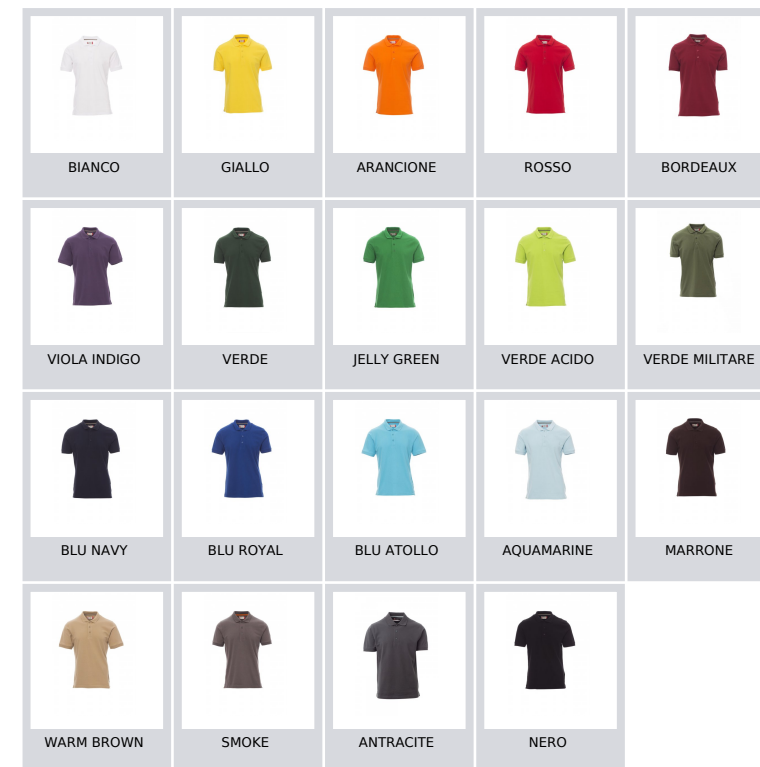 BIANCO
GIALLO
ARANCIONE
ROSSO
BORDEAUX
VIOLA INDIGO
VERDE
JELLY GREEN
VERDE ACIDO
VERDE MILITARE
BLU NAVY
BLU ROYAL
BLU ATOLLO
AQUAMARINE
MARRONE
WARM BROWN
SMOKE
ANTRACITE
NERO